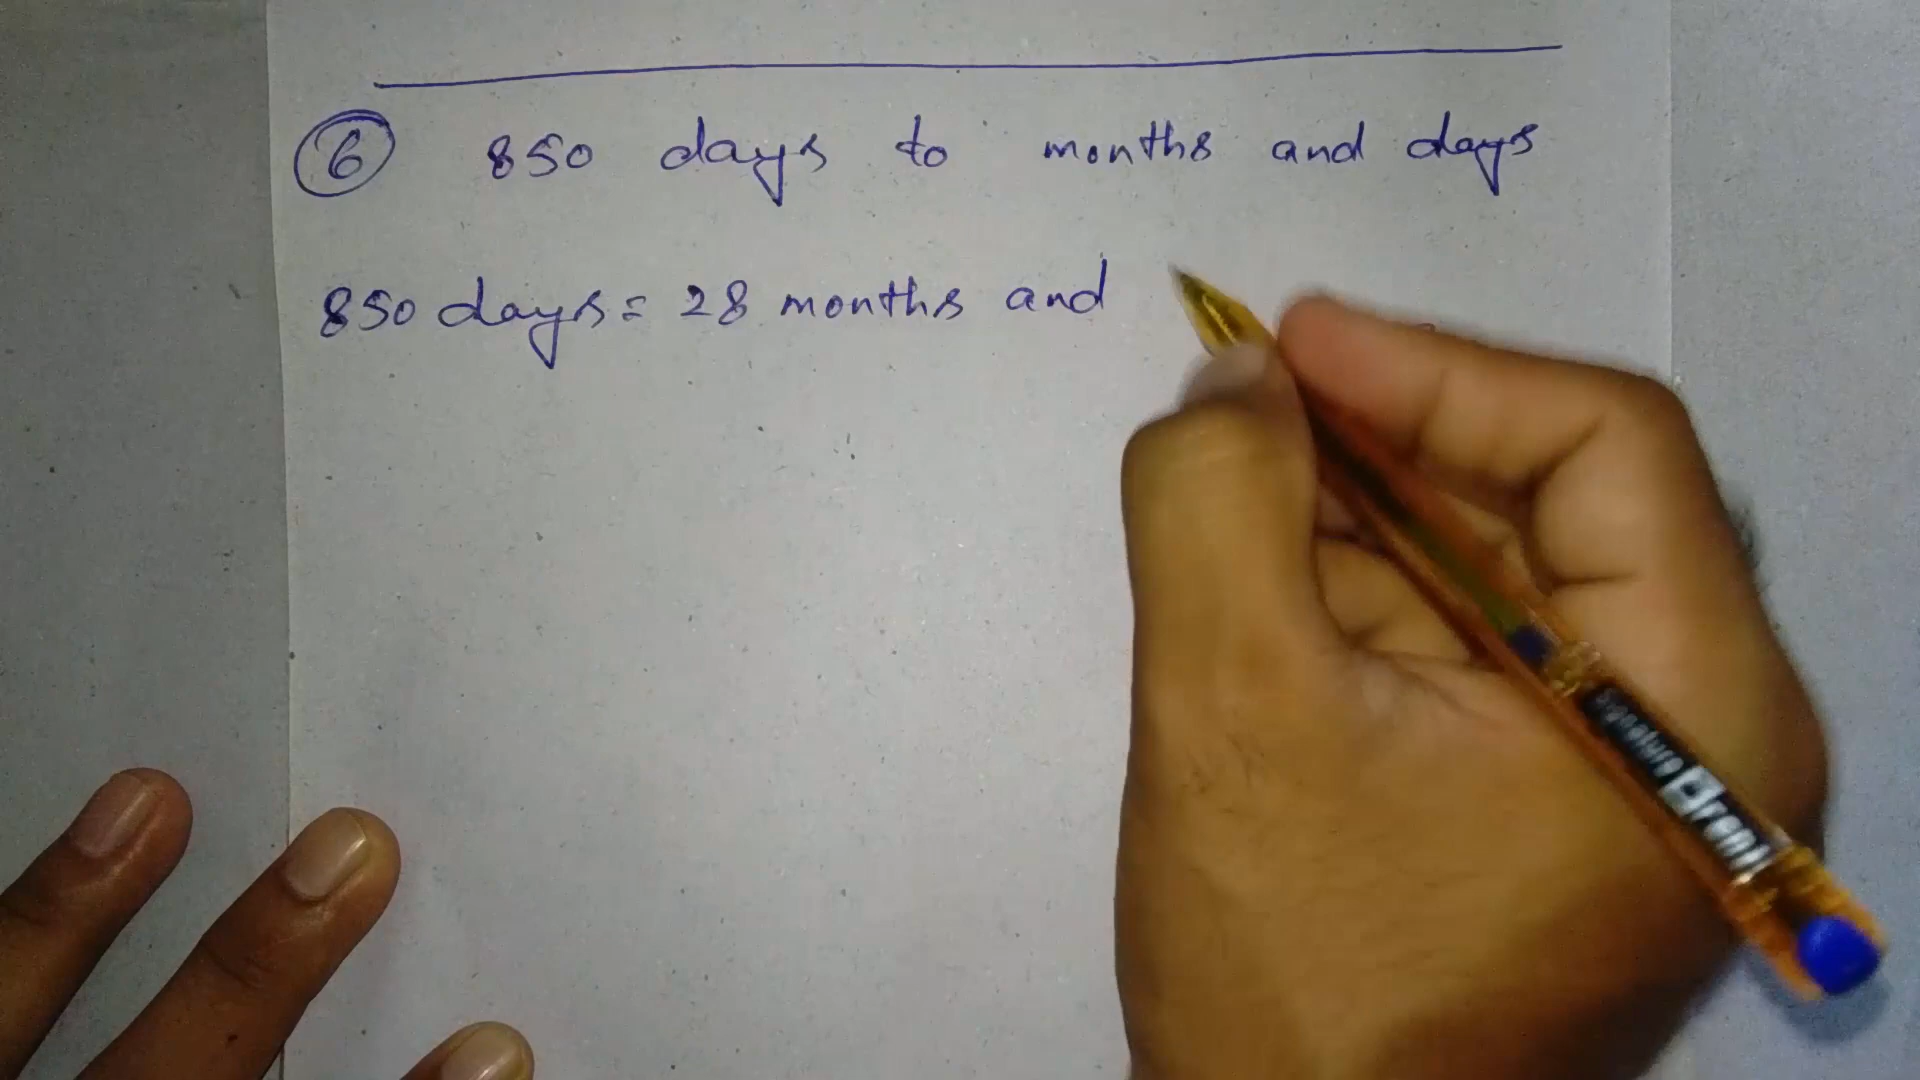 6 850 days to months and days
850 days = 28 months and